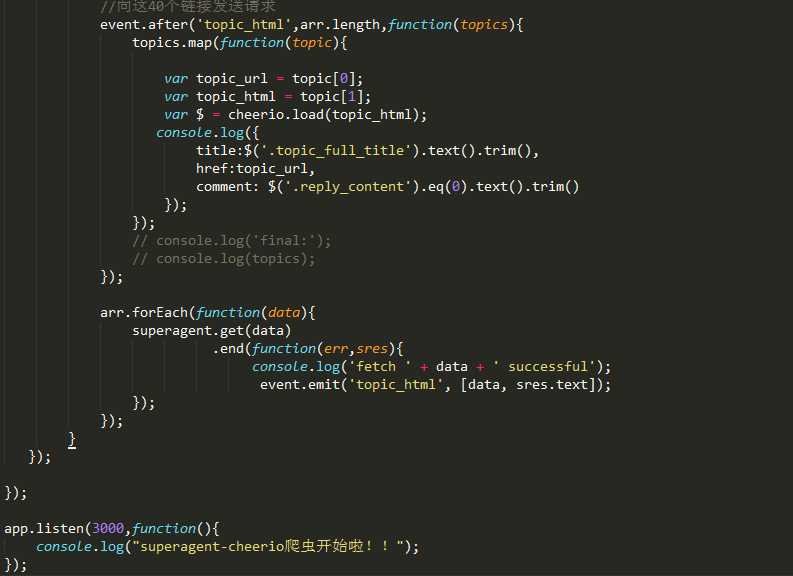 //向这40个链接发送请求
event.after('topic_html',arr.length,function(topics){
topics.map(function(topic){
var topic_url = topic[0];
var topic_html = topic[1];
var $ = cheerio.load(topic_html);
console.log({
title:$('.topic_full_title').text().trim(),
href:topic_url,
comment: $('.reply_content').eq(0).text().trim()
});
});
// console.log('final:');
// console.log(topics);
});
arr.forEach(function(data){
superagent.get(data)
.end(function(err,sres){
console.log('fetch ' + data + ' successful');
event.emit('topic_html', [data, sres.text]);
});
});
}
});
});
app.listen(3000,function(){
console.log("superagent-cheerio爬虫开始啦！！");
});